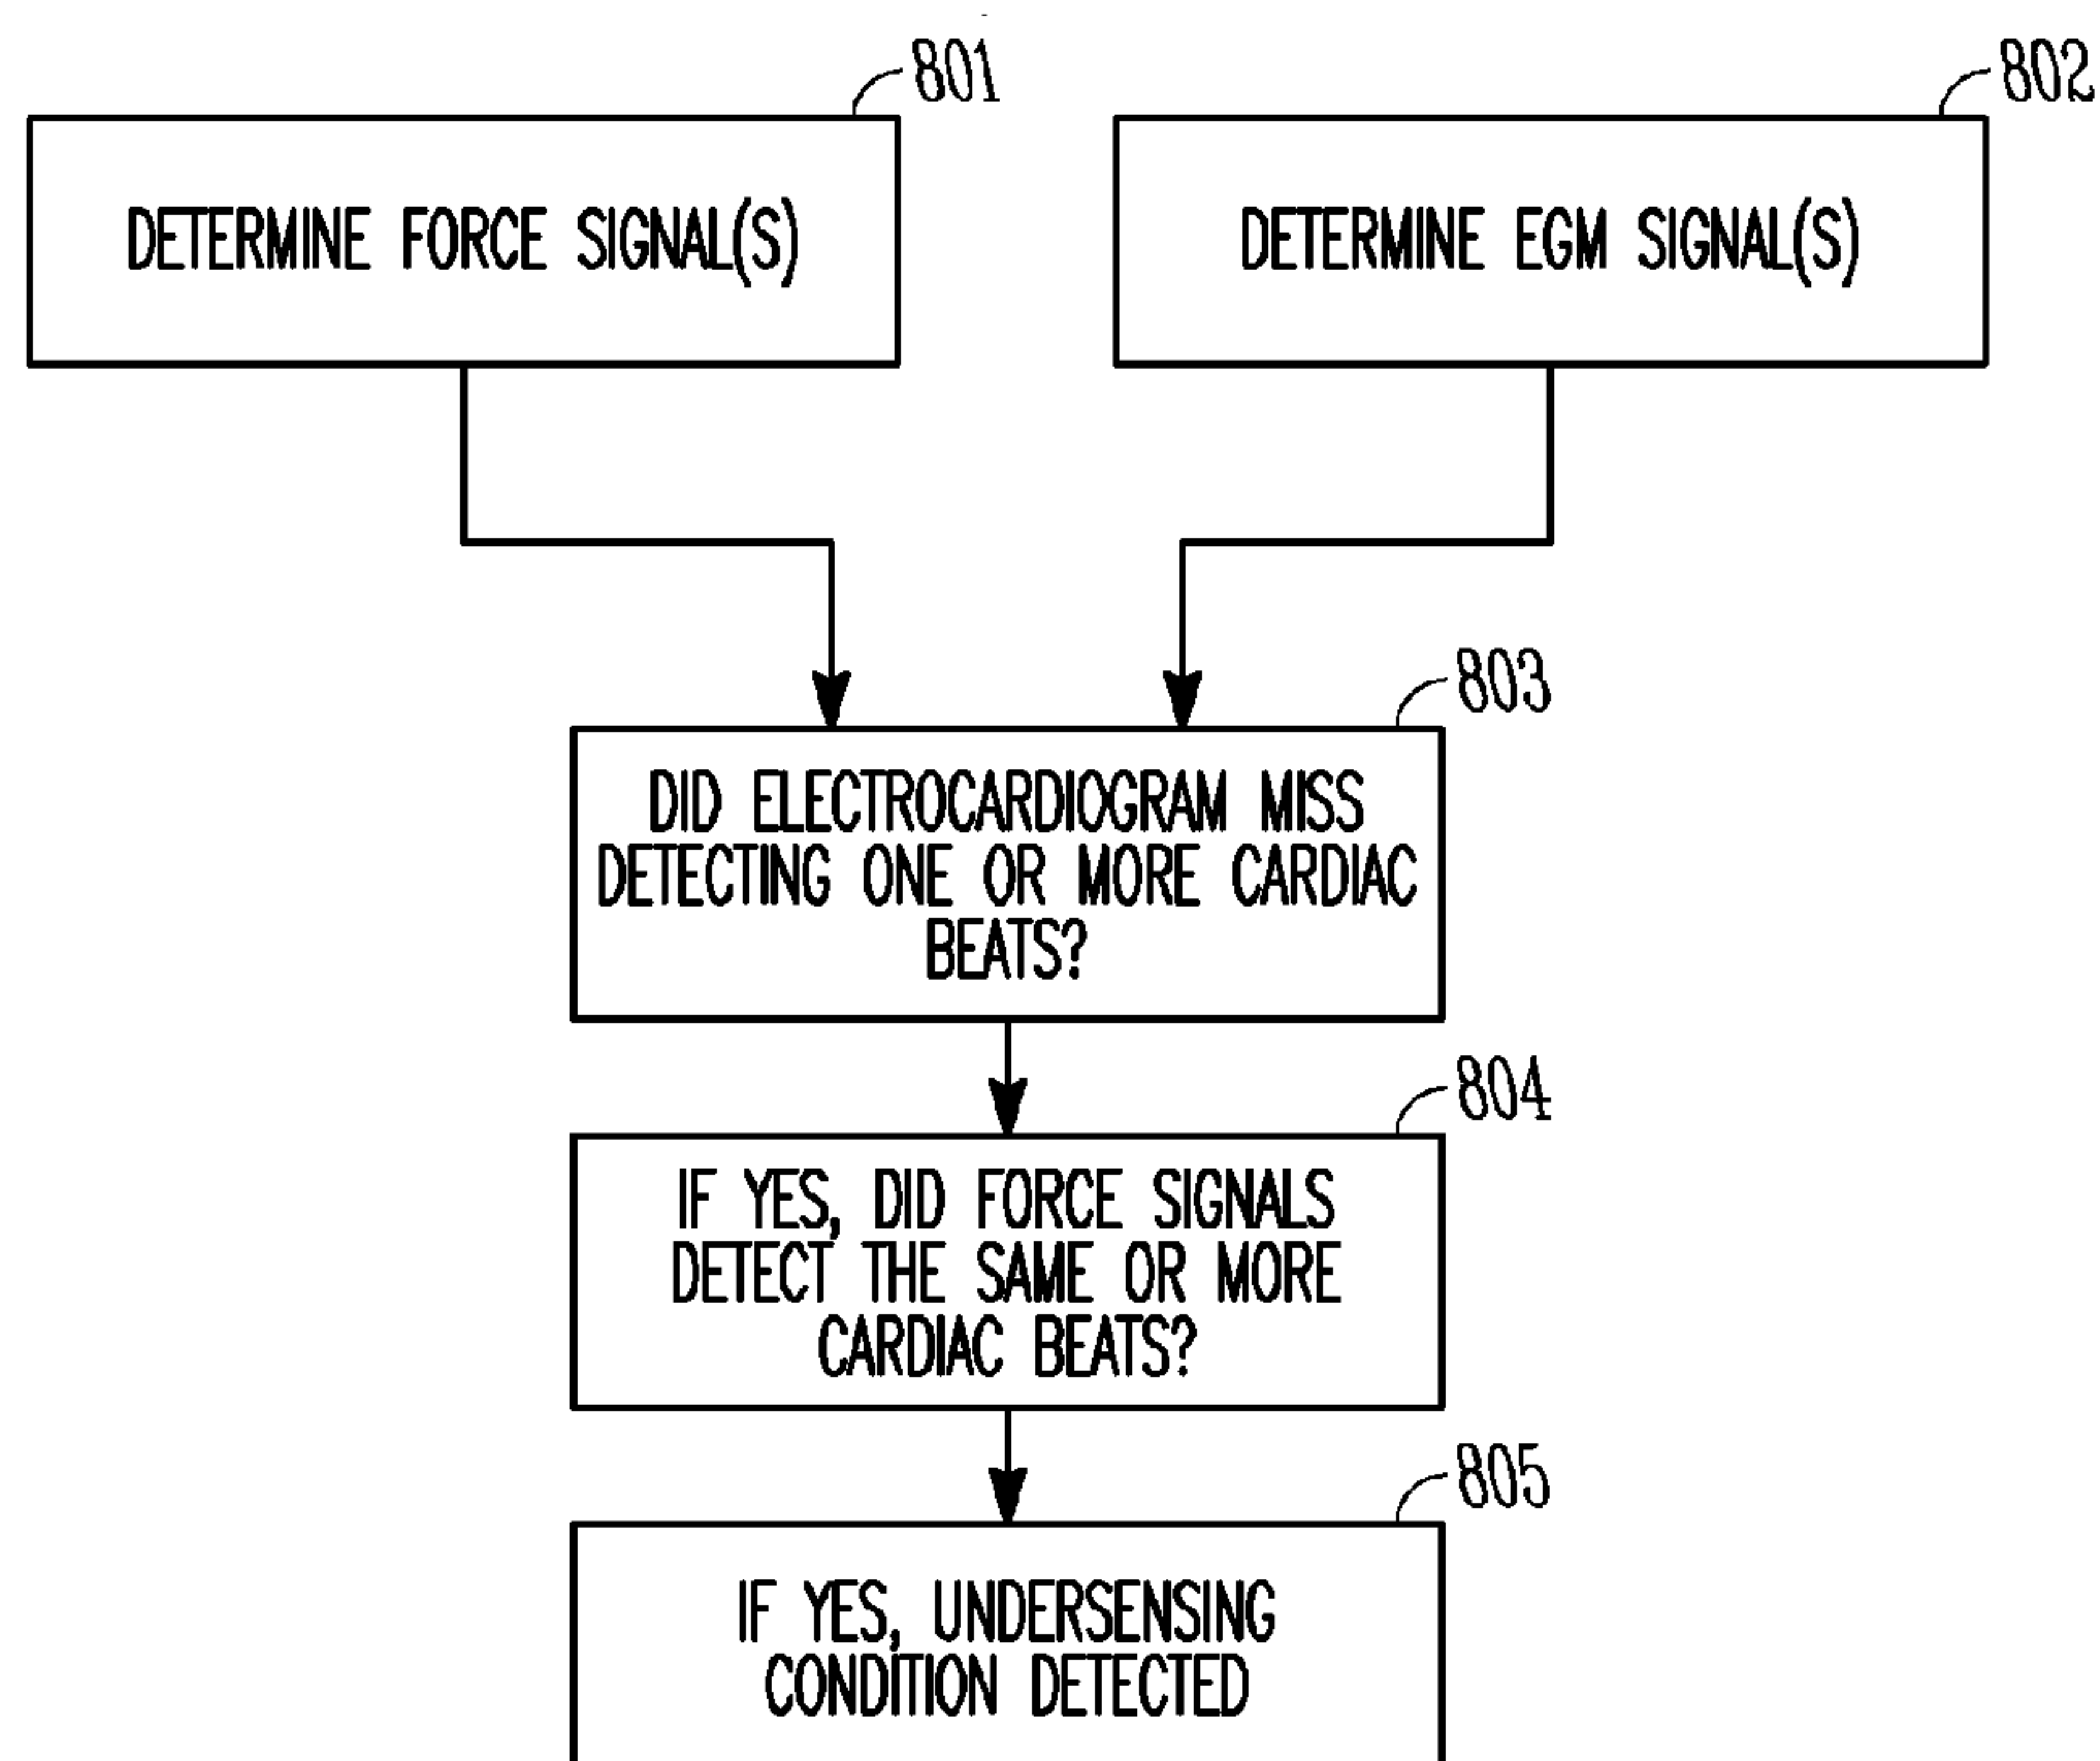 801
DETERMINE FORCE SIGNAL(S)
802
DETERMINE EGM SIGNAL(S)
803
DID ELECTROCARDIOGRAM MISS
DETECTING ONE OR MORE CARDIAC
BEATS?
804
IF YES, DID FORCE SIGNALS
DETECT THE SAME OR MORE
CARDIAC BEATS?
805
IF YES, UNDERSENSING
CONDITION DETECTED